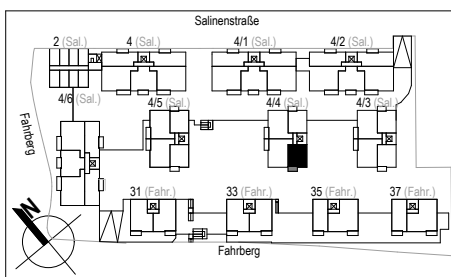 Salinenstraße
2 (Sal.) 4 (Sal.) 4/1 (Sal.) 4/2 (Sal.)
4/6 (Sal.) 4/5 (Sal.) 4/4 (Sal.) 4/3 (Sal.)
Fahrberg
31 (Fahr.) 33 (Fahr.) 35 (Fahr.) 37 (Fahr.)
N
Fahrberg